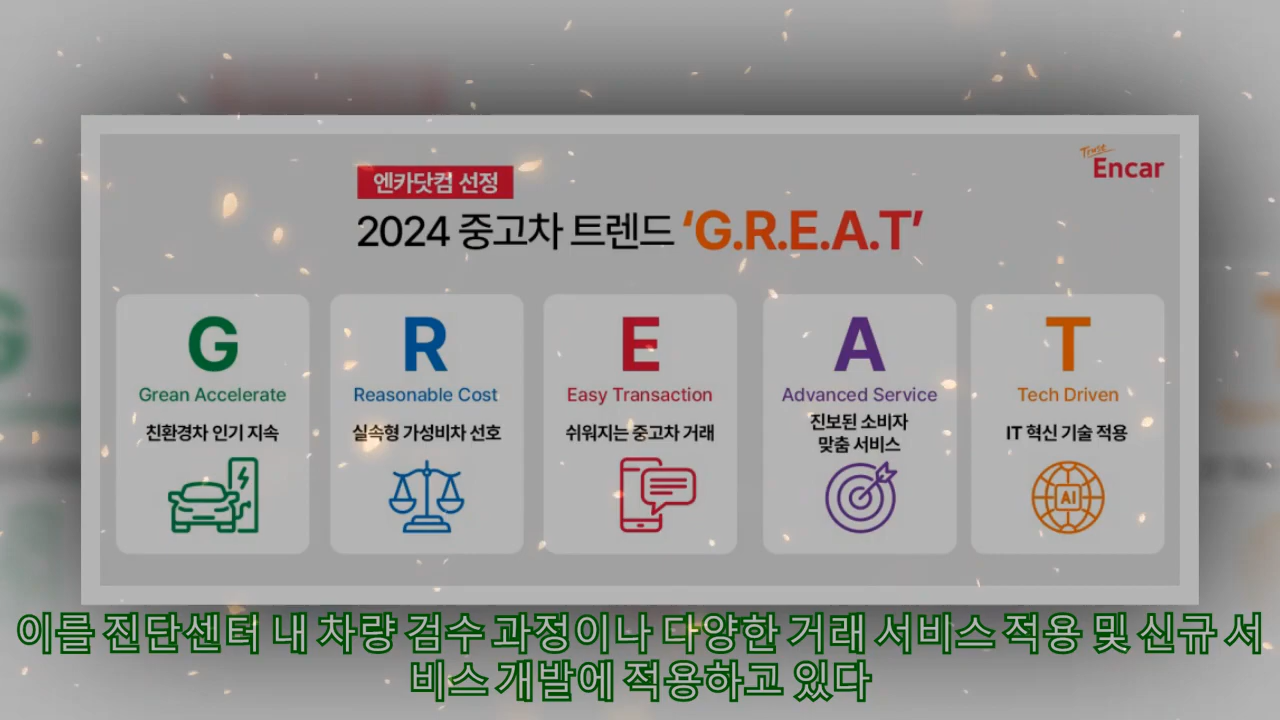 Trust
Encar
엔카닷컴 선정
2024 중고차 트렌드 ‘G.R.E.A.T’
G
Grean Accelerate
친환경차 인기 지속
R
Reasonable Cost
실속형 가성비차 선호
E
Easy Transaction
쉬워지는 중고차 거래
A
Advanced Service
진보된 소비자
맞춤 서비스
T
Tech Driven
IT 혁신 기술 적용
AI
이를 진단센터 내 차량 검수 과정이나 다양한 거래 서비스 적용 및 신규 서
비스 개발에 적용하고 있다